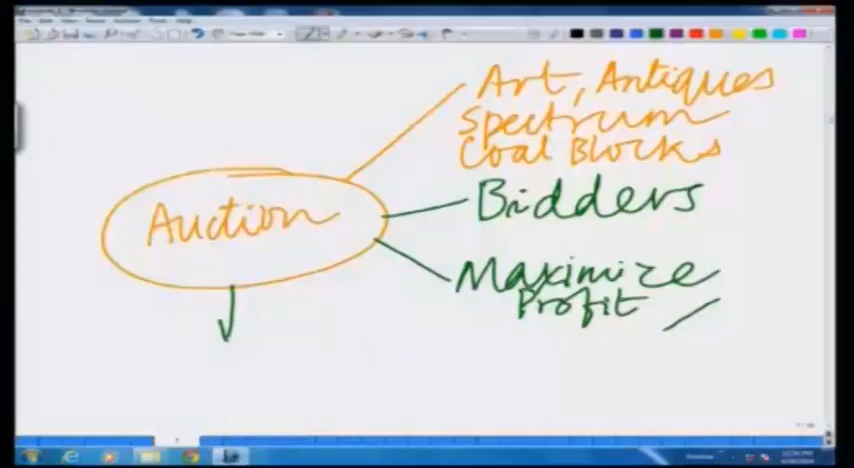 Art, Antiques
Spectrum
Coal Blocks
Auction
Bidders
Maximize
Profit